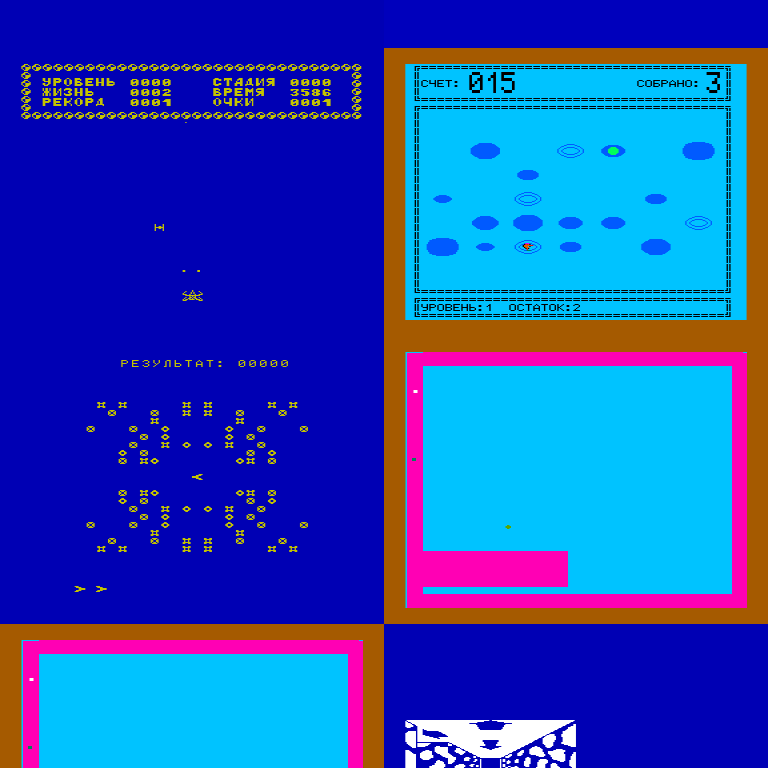 УРОВЕНЬ 0000 СТАДИЯ 0000
ЖИЗНЬ 0002 ВРЕМЯ 3586
РЕКОРД 0001 ОЧКИ 0001
СЧЕТ: 015 СОБРАНО: 3
УРОВЕНЬ:1 ОСТАТОК:2
РЕЗУЛЬТАТ: 00000